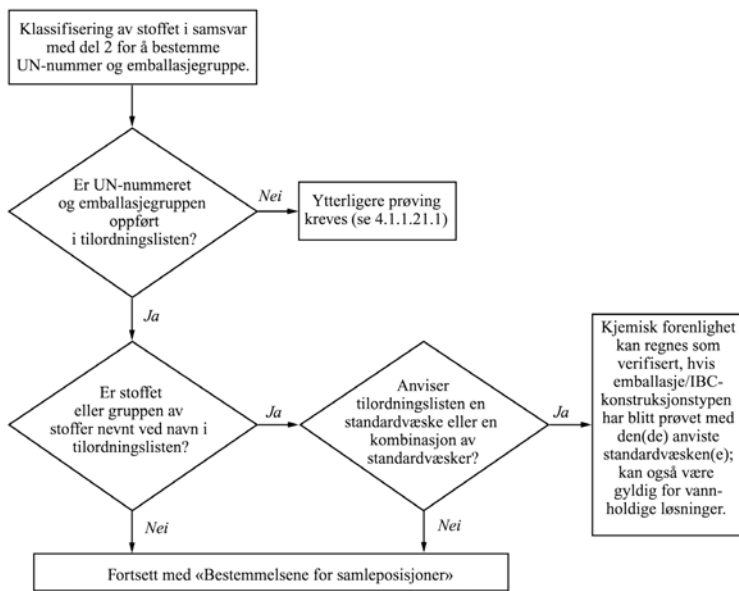 Klassifisering av stoffet i samsvar
med del 2 for å bestemme
UN-nummer og emballasjegruppe.
Er UN-nummeret
og emballasjegruppen
oppført
i tilordningslisten?
Nei
Ytterligere prøving
kreves (se 4.1.1.21.1)
Ja
Er stoffet
eller gruppen av
stoffer nevnt ved navn i
tilordningslisten?
Ja
Anviser
tilordningslisten en
standardvæske eller en
kombinasjon av
standardvæsker?
Ja
Kjemisk forenlighet
kan regnes som
verifisert, hvis
emballasje/IBC-
konstruksjonstypen
har blitt prøvet med
den(de) anviste
standardvæsken(e);
kan også være
gyldig for vann-
holdige løsninger.
Nei
Nei
Fortsett med «Bestemmelsene for samleposisjoner»